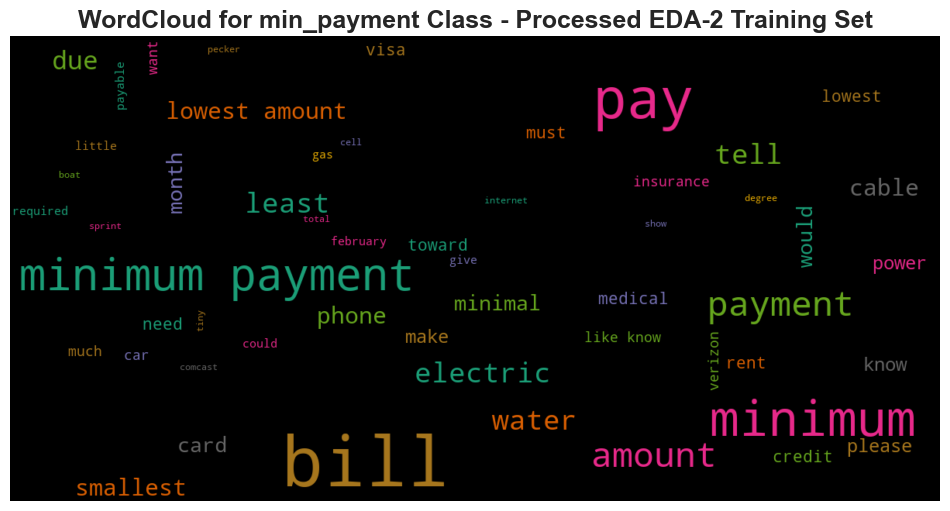 WordCloud for min_payment Class - Processed EDA-2 Training Set
pecker
visa
want
due
payable
pay
lowest
lowest amount
must
cell
little
gas
tell
month
boat
insurance
cable
least
internet
degree
required
total
show
sprint
would
february
toward
give
power
minimum payment
medical
payment
minimal
phone
need
tiny
make
like know
could
much
car
verizon
rent
know
comcast
electric
water
minimum
card
bill
amount
credit
please
smallest